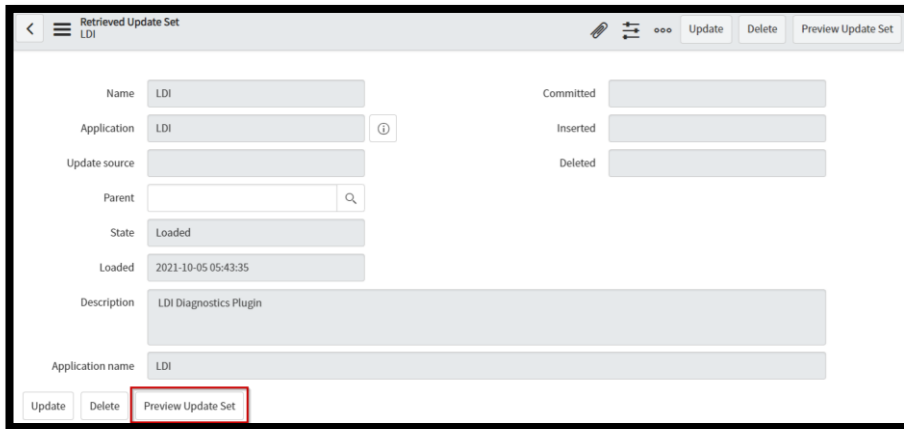 Retrieved Update Set
LDI
Update
Delete
Preview Update Set
Name
LDI
Committed
Application
LDI
Inserted
Update source
Deleted
Parent
State
Loaded
Loaded
2021-10-05 05:43:35
Description
LDI Diagnostics Plugin
Application name
LDI
Update
Delete
Preview Update Set